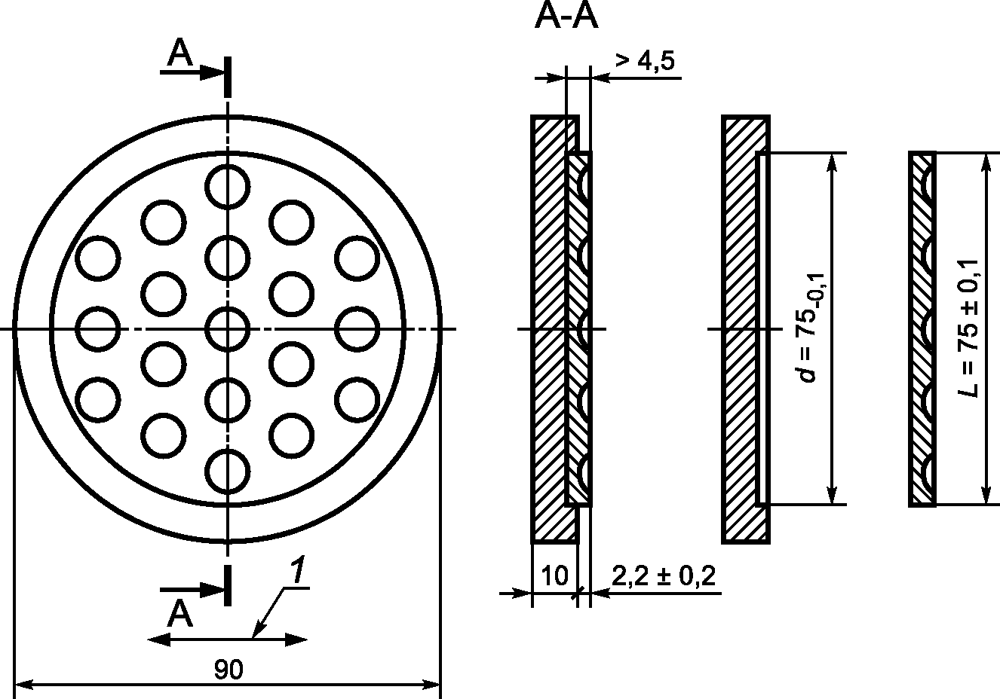 A-A
A
> 4,5
d = 75-0,1
L = 75 ± 0,1
1
10
2,2 ± 0,2
A
90